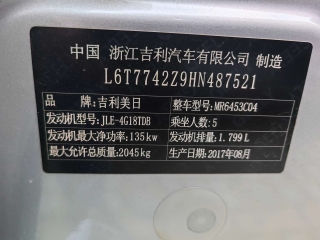 中国 浙江吉利汽车有限公司 制造
L6T7742Z9HN487521
品牌:吉利美日 整车型号:MR6453C04
发动机型号:JLE-4G18TDB 乘坐人数:5
发动机最大净功率:135kw 发动机排量:1.799L
最大允许总质量:2045kg 生产日期:2017年08月